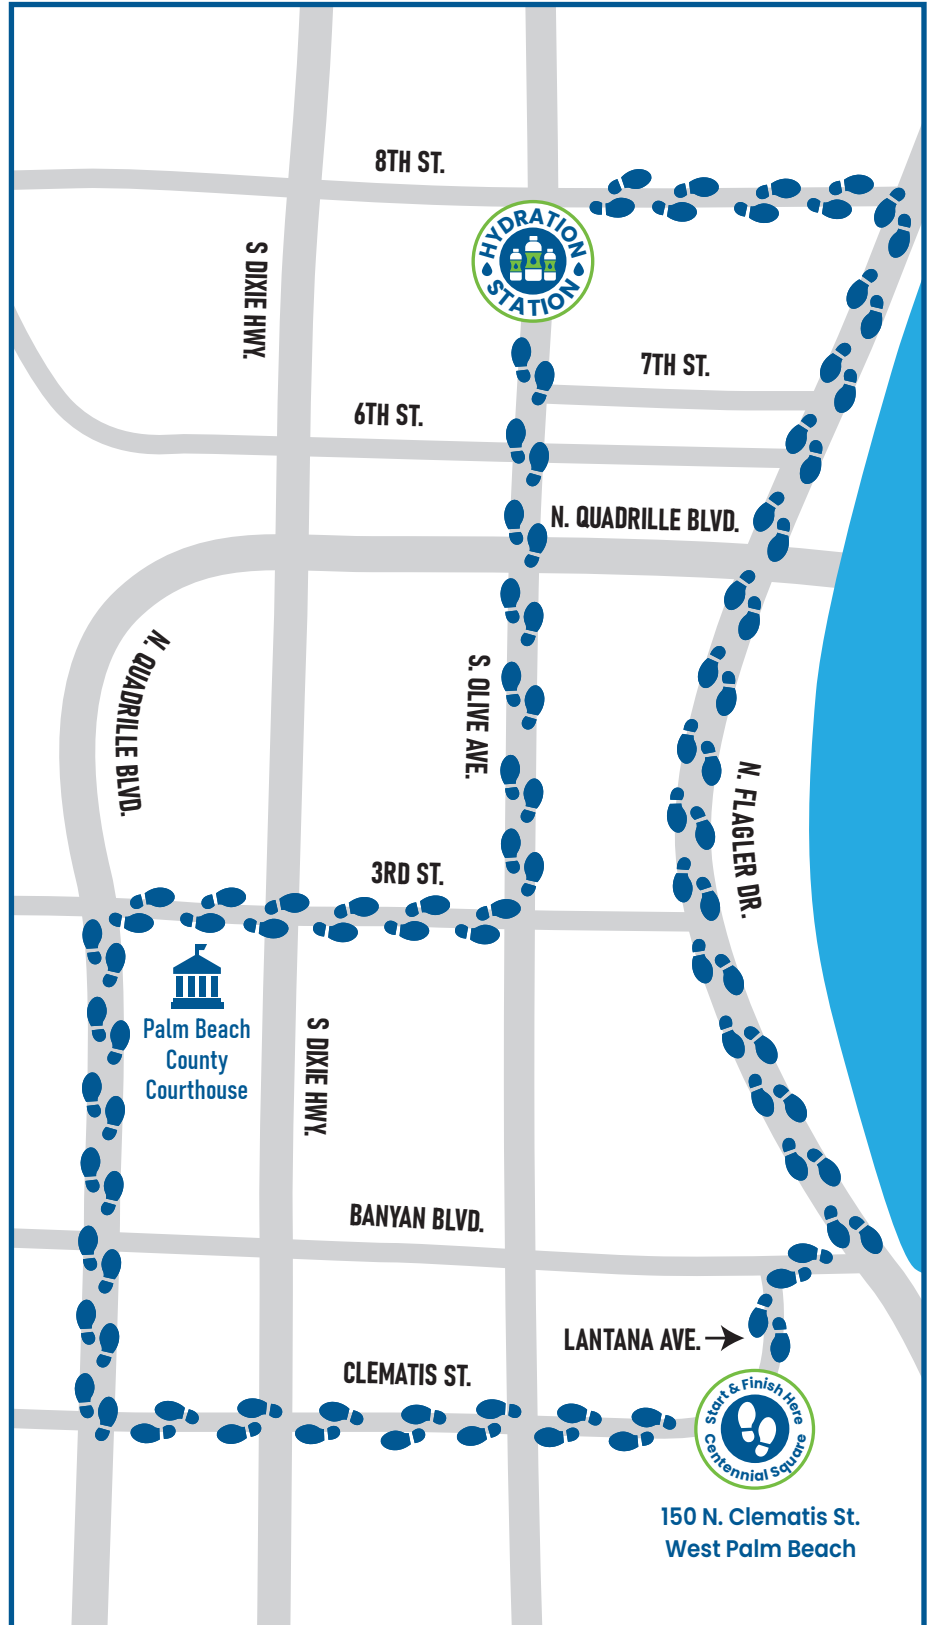 8TH ST.
S DIXIE HWY.
HYDRATION
STATION
7TH ST.
6TH ST.
N. QUADRILLE BLVD.
N. QUADRILLE BLVD.
S. OLIVE AVE.
N. FLAGLER DR.
3RD ST.
Palm Beach
County
Courthouse
S DIXIE HWY.
BANYAN BLVD.
LANTANA AVE.
CLEMATIS ST.
Start & Finish Here
Centennial Square
150 N. Clematis St.
West Palm Beach